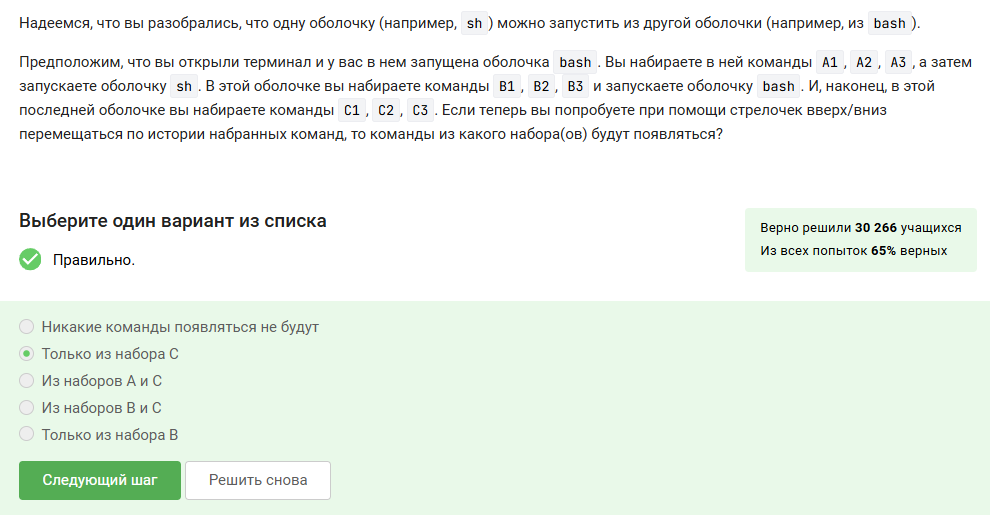 Надеемся, что вы разобрались, что одну оболочку (например, sh) можно запустить из другой оболочки (например, из bash).
Предположим, что вы открыли терминал и у вас в нем запущена оболочка bash. Вы набираете в ней команды A1, A2, A3, а затем
запускаете оболочку sh. В этой оболочке вы набираете команды B1, B2, B3 и запускаете оболочку bash. И, наконец, в этой
последней оболочке вы набираете команды C1, C2, C3. Если теперь вы попробуете при помощи стрелочек вверх/вниз
перемещаться по истории набранных команд, то команды из какого набора(ов) будут появляться?
Выберите один вариант из списка
Верно решили 30 266 учащихся
Из всех попыток 65% верных
Правильно.
Никакие команды появляться не будут
Только из набора C
Из наборов A и C
Из наборов B и C
Только из набора B
Следующий шаг
Решить снова